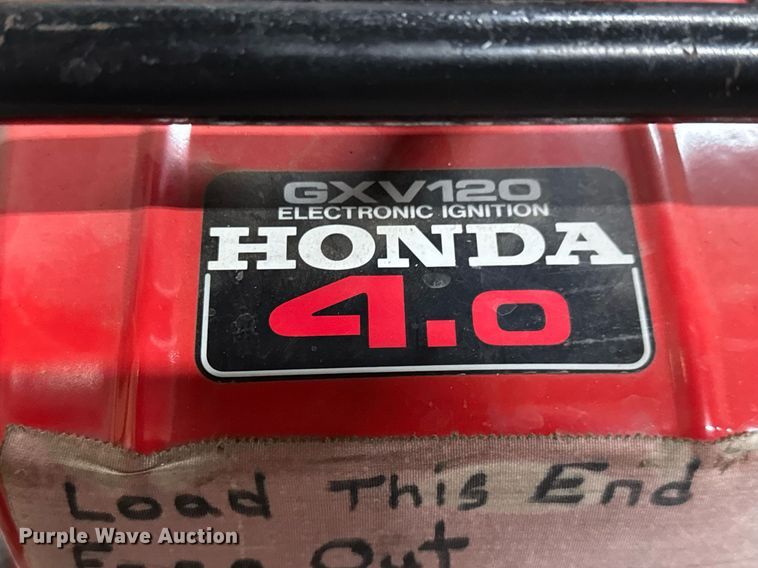 GXV120
ELECTRONIC IGNITION
HONDA
4.0
Load This End
Out
Purple Wave Auction